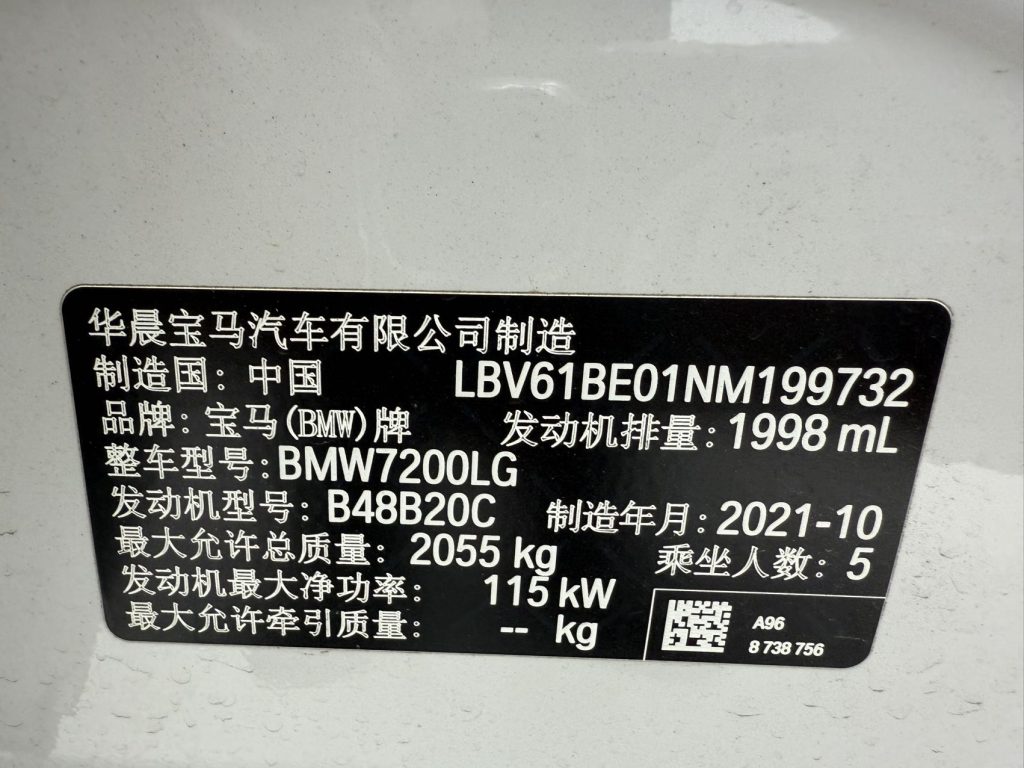 华晨宝马汽车有限公司制造
制造国：中国 LBV61BE01NM199732
品牌：宝马(BMW)牌 发动机排量：1998 mL
整车型号：BMW7200LG
发动机型号：B48B20C 制造年月：2021-10
最大允许总质量：2055 kg 乘坐人数：5
发动机最大净功率：115 kW
最大允许牵引质量：-- kg
A96
8 738 756